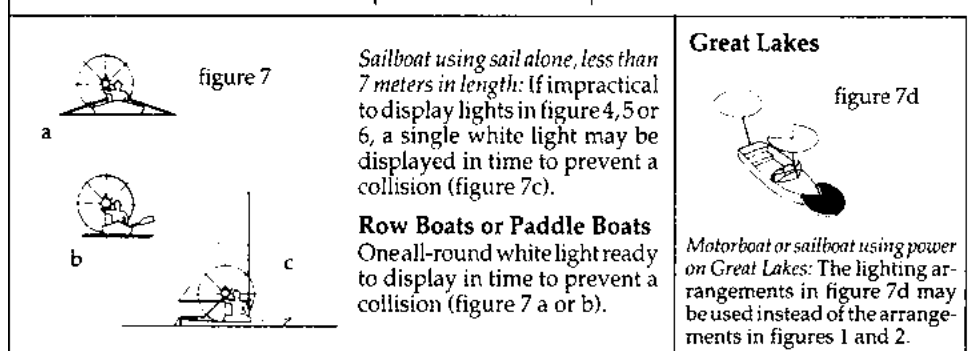 figure 7
a
b
c
Sailboat using sail alone, less than
7 meters in length: If impractical
to display lights in figure 4, 5 or
6, a single white light may be
displayed in time to prevent a
collision (figure 7c).
Row Boats or Paddle Boats
One all-round white light ready
to display in time to prevent a
collision (figure 7 a or b).
Great Lakes
figure 7d
Motorboat or sailboat using power
on Great Lakes: The lighting ar-
rangements in figure 7d may
be used instead of the arrange-
ments in figures 1 and 2.